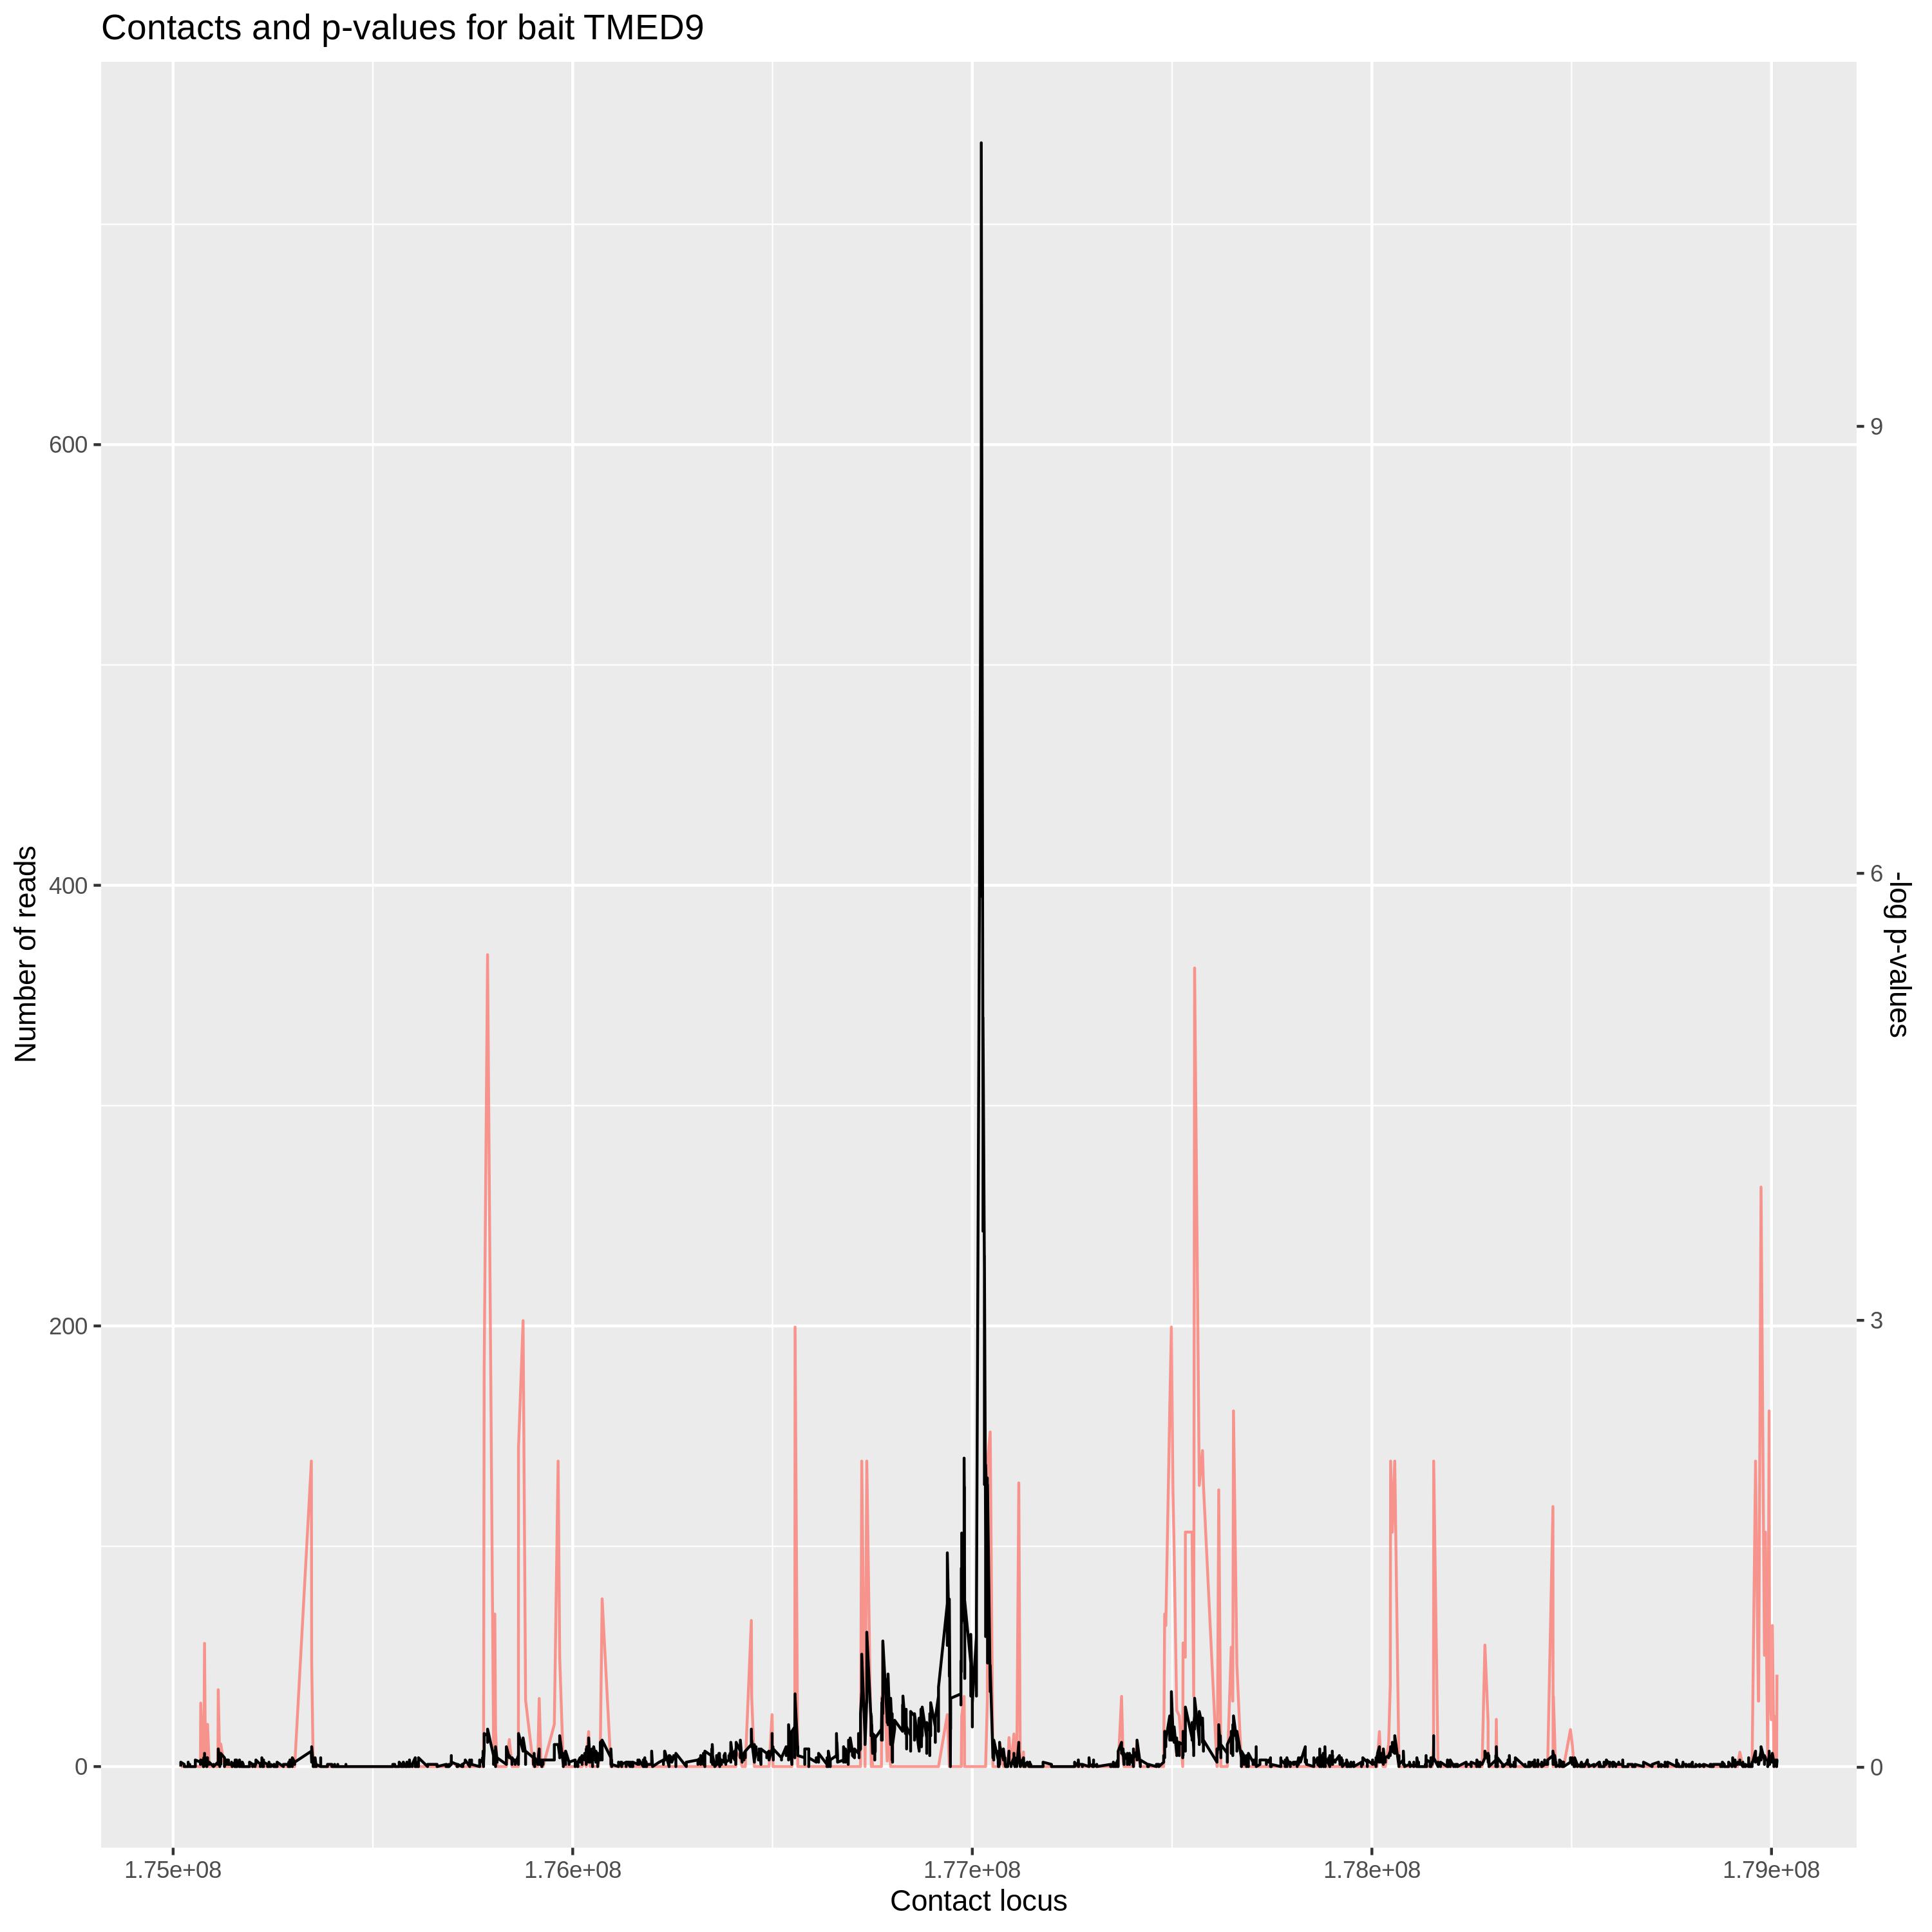 Contacts and p-values for bait TMED9
Number of reads
600
400
200
0
9
6
3
0
-log p-values
1.75e+08 1.76e+08 1.77e+08 1.78e+08 1.79e+08
Contact locus